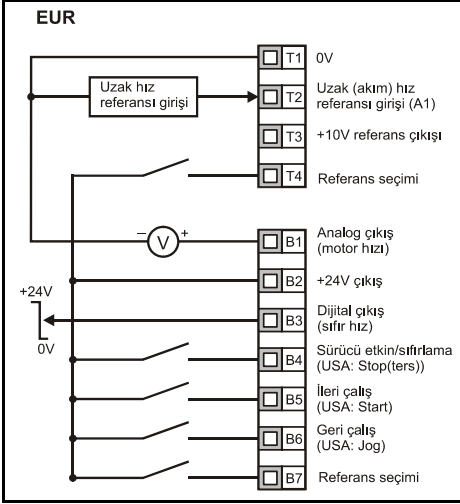 EUR
T1 0V
Uzak hız
referansı girişi
T2 Uzak (akım) hız
referansı girişi (A1)
T3 +10V referans çıkışı
T4 Referans seçimi
− V +
B1 Analog çıkış
(motor hızı)
B2 +24V çıkış
+24V
0V
B3 Dijital çıkış
(sıfır hız)
B4 Sürücü etkin/sıfırlama
(USA: Stop(ters))
B5 İleri çalış
(USA: Start)
B6 Geri çalış
(USA: Jog)
B7 Referans seçimi